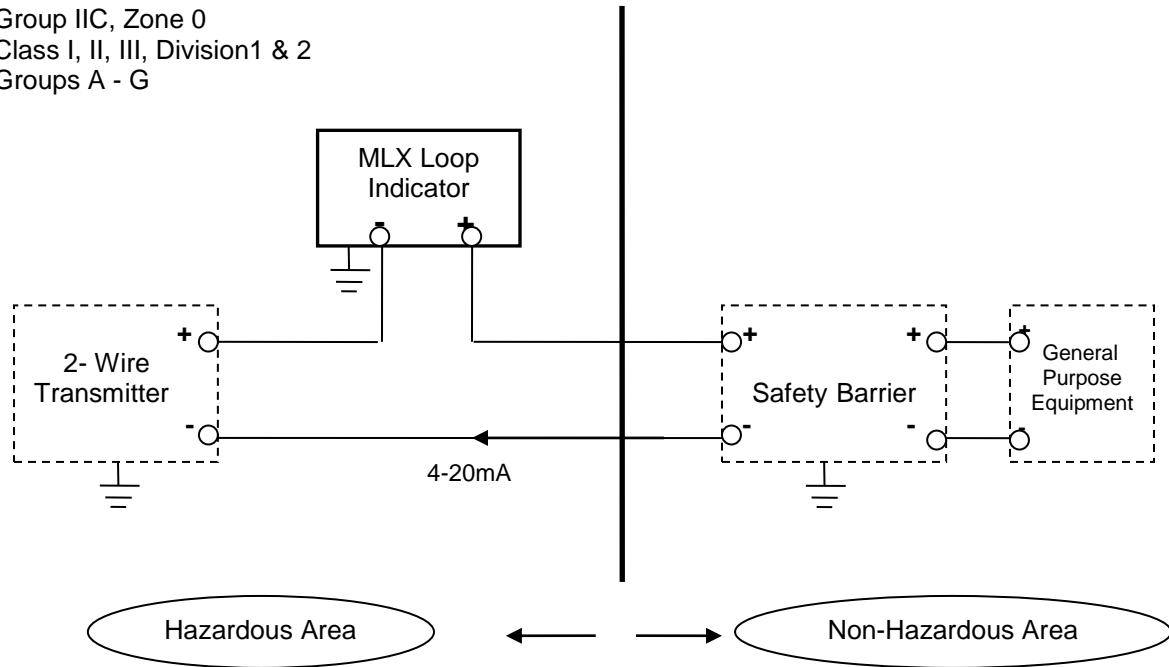 Group IIC, Zone 0
Class I, II, III, Division1 & 2
Groups A - G
MLX Loop
Indicator
- +
+
2- Wire
Transmitter
-
4-20mA
+ +
Safety Barrier
- -
+
General
Purpose
Equipment
-
Hazardous Area
Non-Hazardous Area